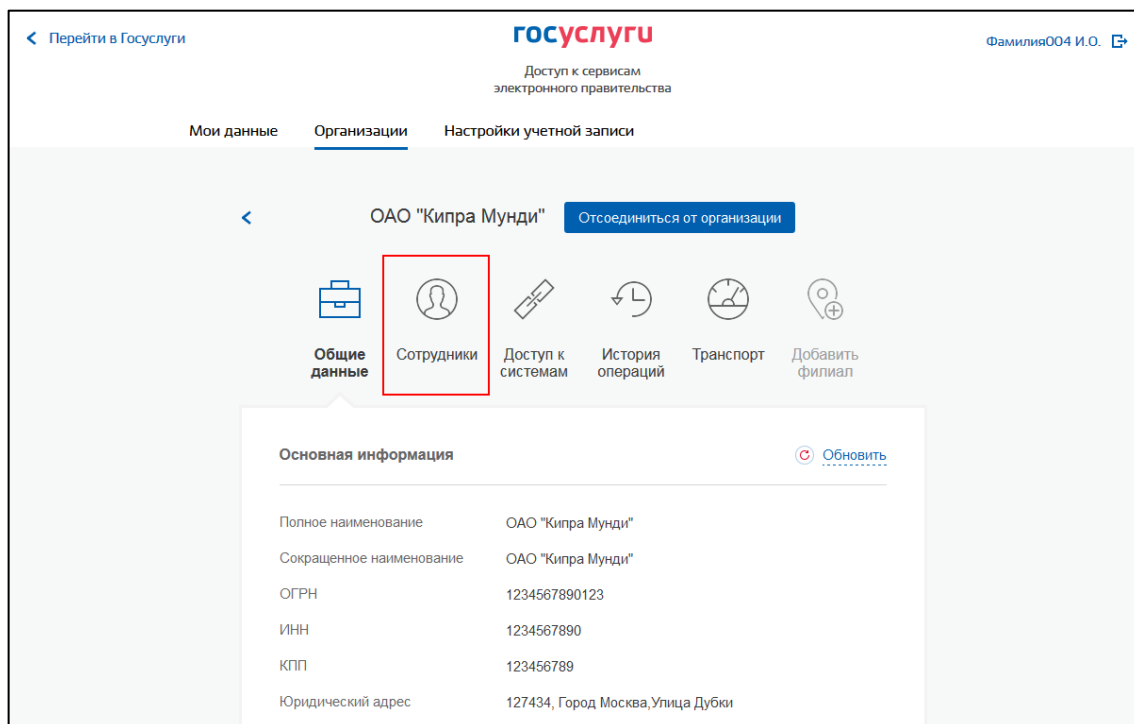 Перейти в Госуслуги
госуслуги
Фамилия004 И.О.
Доступ к сервисам
электронного правительства
Мои данные Организации Настройки учетной записи
ОАО "Кипра Мунди" Отсоединиться от организации
Общие данные
Сотрудники
Доступ к системам
История операций
Транспорт
Добавить филиал
Основная информация Обновить
Полное наименование ОАО "Кипра Мунди"
Сокращенное наименование ОАО "Кипра Мунди"
ОГРН 1234567890123
ИНН 1234567890
КПП 123456789
Юридический адрес 127434, Город Москва,Улица Дубки